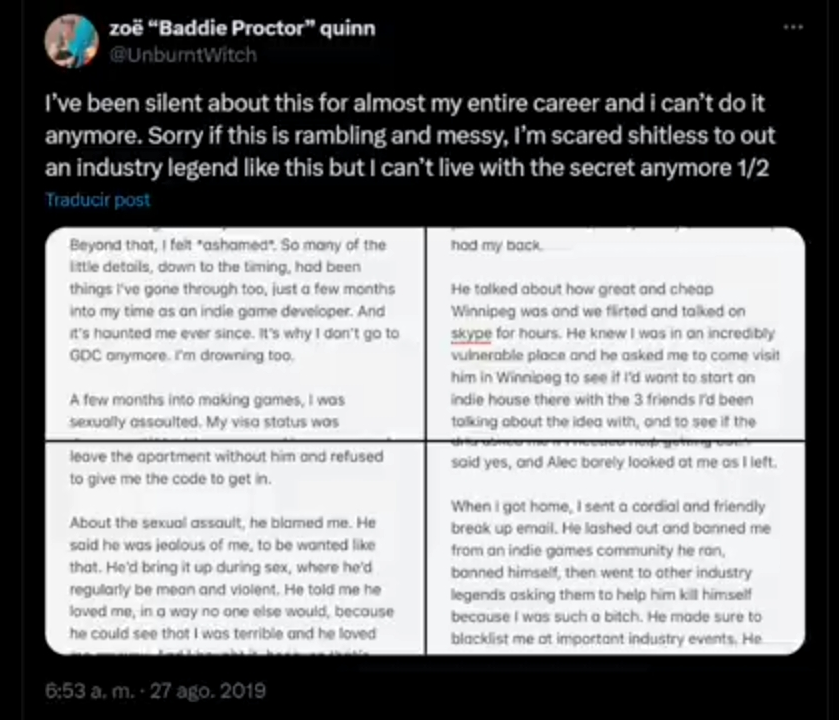 zoë “Baddie Proctor” quinn
@UnburntWitch
I’ve been silent about this for almost my entire career and i can’t do it
anymore. Sorry if this is rambling and messy, I’m scared shitless to out
an industry legend like this but I can’t live with the secret anymore 1/2
Traducir post
Beyond that, I felt *ashamed*. So many of the
little details, down to the timing, had been
things I've gone through too, just a few months
into my time as an indie game developer. And
it's haunted me ever since. It's why I don't go to
GDC anymore. I'm drowning too.
A few months into making games, I was
sexually assaulted. My visa status was
had my back.
He talked about how great and cheap
Winnipeg was and we flirted and talked on
skype for hours. He knew I was in an incredibly
vulnerable place and he asked me to come visit
him in Winnipeg to see if I'd want to start an
indie house there with the 3 friends I'd been
talking about the idea with, and to see if the
leave the apartment without him and refused
to give me the code to get in.
About the sexual assault, he blamed me. He
said he was jealous of me, to be wanted like
that. He'd bring it up during sex, where he'd
regularly be mean and violent. He told me he
loved me, in a way no one else would, because
he could see that I was terrible and he loved
said yes, and Alec barely looked at me as I left.
When I got home, I sent a cordial and friendly
break up email. He lashed out and banned me
from an indie games community he ran,
banned himself, then went to other industry
legends asking them to help him kill himself
because I was such a bitch. He made sure to
blacklist me at important industry events. He
6:53 a. m. · 27 ago. 2019